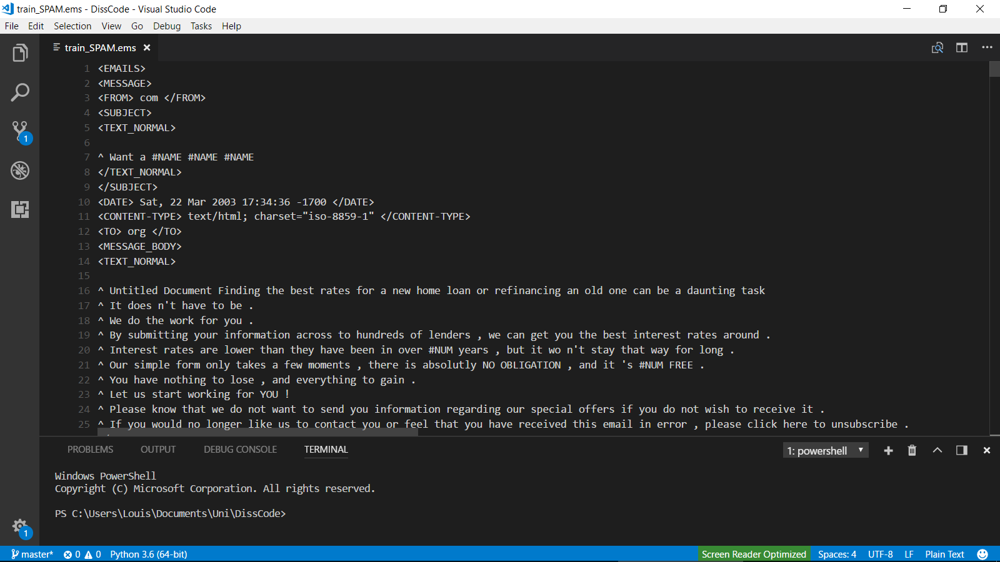 train_SPAM.ems - DissCode - Visual Studio Code
File Edit Selection View Go Debug Tasks Help
train_SPAM.ems
1 <EMAILS>
2 <MESSAGE>
3 <FROM> com </FROM>
4 <SUBJECT>
5 <TEXT_NORMAL>
6
7 ^ Want a #NAME #NAME #NAME
8 </TEXT_NORMAL>
9 </SUBJECT>
10 <DATE> Sat, 22 Mar 2003 17:34:36 -1700 </DATE>
11 <CONTENT-TYPE> text/html; charset="iso-8859-1" </CONTENT-TYPE>
12 <TO> org </TO>
13 <MESSAGE_BODY>
14 <TEXT_NORMAL>
15
16 ^ Untitled Document Finding the best rates for a new home loan or refinancing an old one can be a daunting task
17 ^ It does n't have to be .
18 ^ We do the work for you .
19 ^ By submitting your information across to hundreds of lenders , we can get you the best interest rates around .
20 ^ Interest rates are lower than they have been in over #NUM years , but it wo n't stay that way for long .
21 ^ Our simple form only takes a few moments , there is absolutly NO OBLIGATION , and it 's #NUM FREE .
22 ^ You have nothing to lose , and everything to gain .
23 ^ Let us start working for YOU !
24 ^ Please know that we do not want to send you information regarding our special offers if you do not wish to receive it .
25 ^ If you would no longer like us to contact you or feel that you have received this email in error , please click here to unsubscribe .
1
1
PROBLEMS OUTPUT DEBUG CONSOLE TERMINAL 1: powershell
Windows PowerShell
Copyright (C) Microsoft Corporation. All rights reserved.
PS C:\Users\Louis\Documents\Uni\DissCode>
master* 0 0 Python 3.6 (64-bit) Screen Reader Optimized Spaces: 4 UTF-8 LF Plain Text